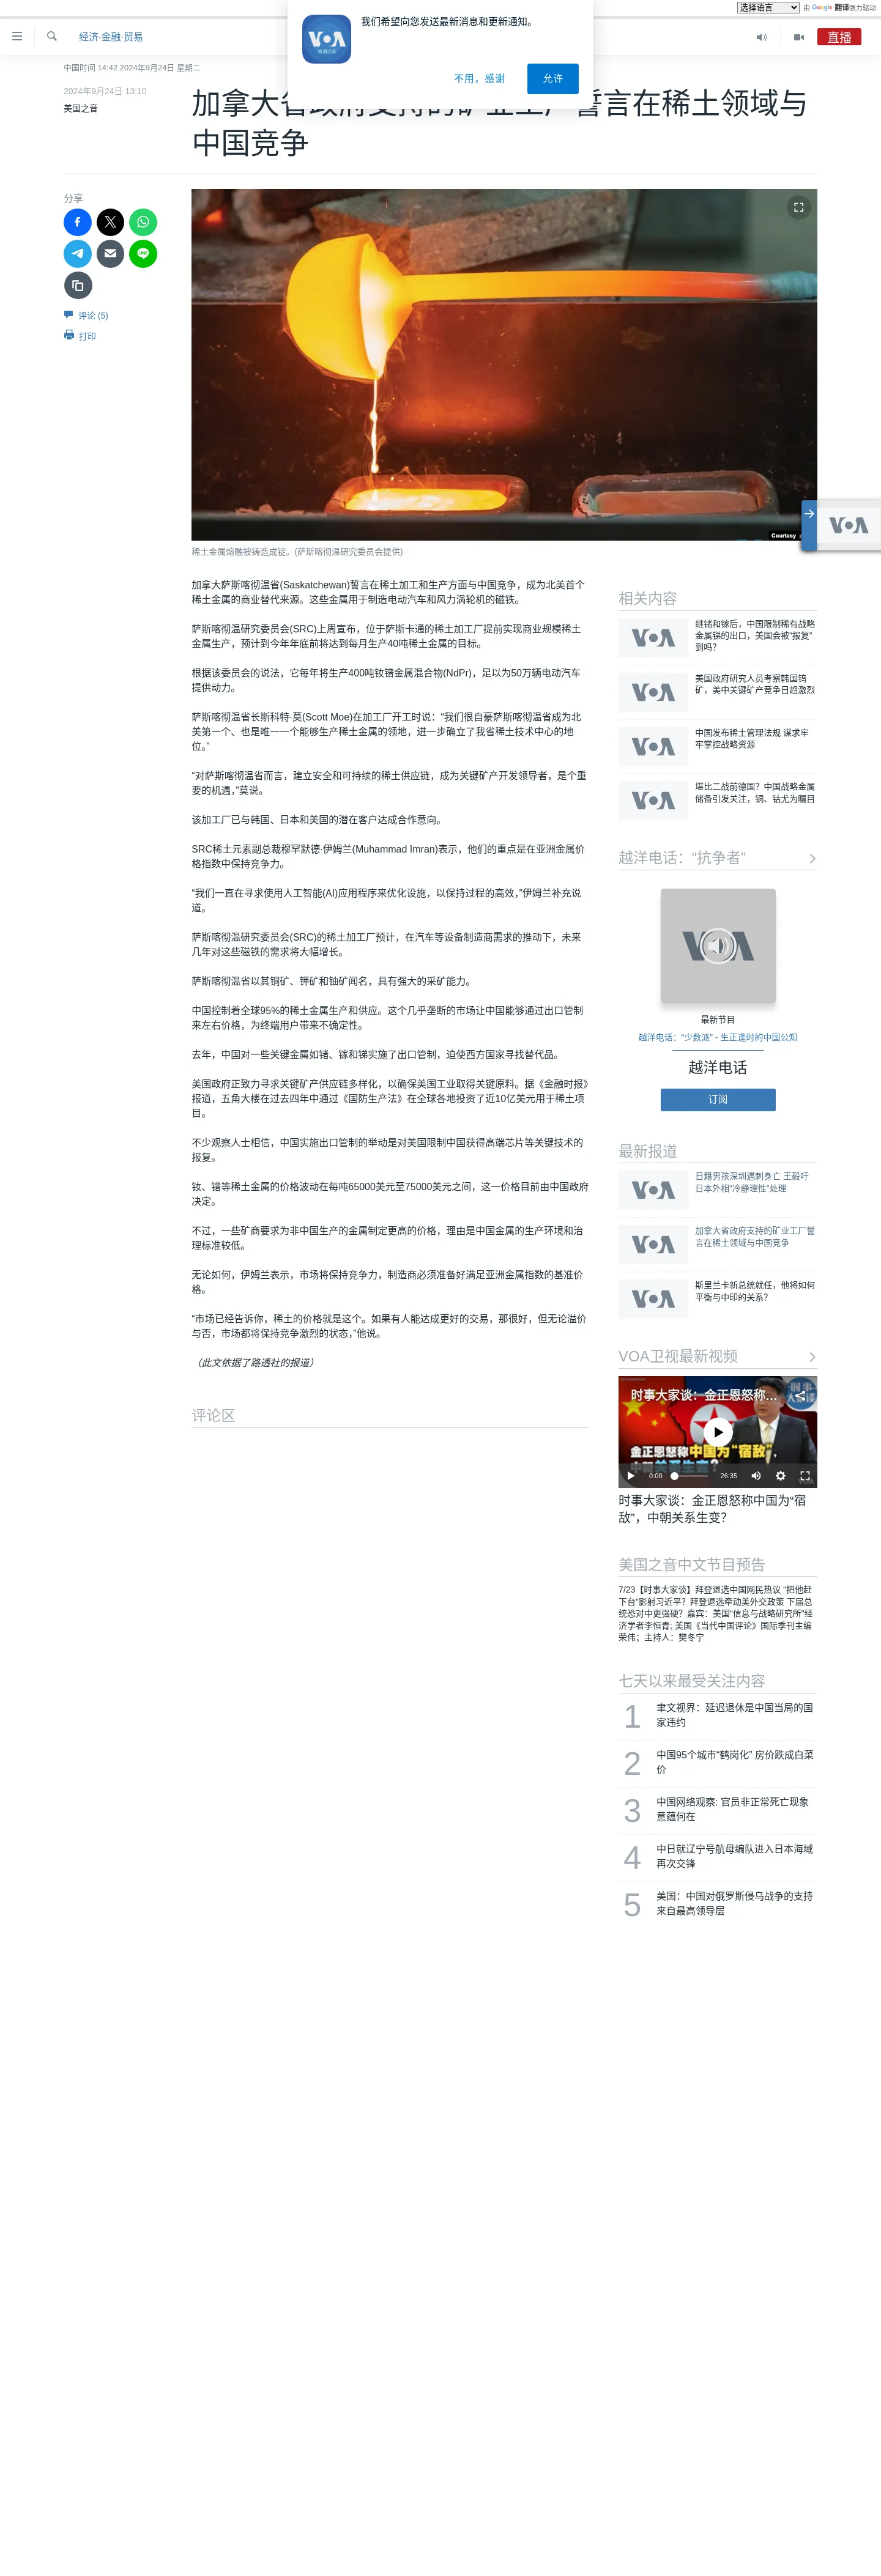 选择语言
由 Google 翻译强力驱动
我们希望向您发送最新消息和更新通知。
不用，感谢
允许
VOA
经济·金融·贸易
直播
中国时间 14:42 2024年9月24日 星期二
2024年9月24日 13:10
美国之音
加拿大省政府支持的矿业工厂誓言在稀土领域与
中国竞争
分享
评论 (5)
打印
Courtesy
稀土金属熔融被铸造成锭。(萨斯喀彻温研究委员会提供)
VOA
加拿大萨斯喀彻温省(Saskatchewan)誓言在稀土加工和生产方面与中国竞争，成为北美首个
稀土金属的商业替代来源。这些金属用于制造电动汽车和风力涡轮机的磁铁。
萨斯喀彻温研究委员会(SRC)上周宣布，位于萨斯卡通的稀土加工厂提前实现商业规模稀土
金属生产，预计到今年年底前将达到每月生产40吨稀土金属的目标。
根据该委员会的说法，它每年将生产400吨钕镨金属混合物(NdPr)，足以为50万辆电动汽车
提供动力。
萨斯喀彻温省长斯科特·莫(Scott Moe)在加工厂开工时说：“我们很自豪萨斯喀彻温省成为北
美第一个、也是唯一一个能够生产稀土金属的领地，进一步确立了我省稀土技术中心的地
位。”
“对萨斯喀彻温省而言，建立安全和可持续的稀土供应链，成为关键矿产开发领导者，是个重
要的机遇，”莫说。
该加工厂已与韩国、日本和美国的潜在客户达成合作意向。
SRC稀土元素副总裁穆罕默德·伊姆兰(Muhammad Imran)表示，他们的重点是在亚洲金属价
格指数中保持竞争力。
“我们一直在寻求使用人工智能(AI)应用程序来优化设施，以保持过程的高效，”伊姆兰补充说
道。
萨斯喀彻温研究委员会(SRC)的稀土加工厂预计，在汽车等设备制造商需求的推动下，未来
几年对这些磁铁的需求将大幅增长。
萨斯喀彻温省以其铜矿、钾矿和铀矿闻名，具有强大的采矿能力。
中国控制着全球95%的稀土金属生产和供应。这个几乎垄断的市场让中国能够通过出口管制
来左右价格，为终端用户带来不确定性。
去年，中国对一些关键金属如锗、镓和锑实施了出口管制，迫使西方国家寻找替代品。
美国政府正致力寻求关键矿产供应链多样化，以确保美国工业取得关键原料。据《金融时报》
报道，五角大楼在过去四年中通过《国防生产法》在全球各地投资了近10亿美元用于稀土项
目。
不少观察人士相信，中国实施出口管制的举动是对美国限制中国获得高端芯片等关键技术的
报复。
钕、镨等稀土金属的价格波动在每吨65000美元至75000美元之间，这一价格目前由中国政府
决定。
不过，一些矿商要求为非中国生产的金属制定更高的价格，理由是中国金属的生产环境和治
理标准较低。
无论如何，伊姆兰表示，市场将保持竞争力，制造商必须准备好满足亚洲金属指数的基准价
格。
“市场已经告诉你，稀土的价格就是这个。如果有人能达成更好的交易，那很好，但无论溢价
与否，市场都将保持竞争激烈的状态，”他说。
（此文依据了路透社的报道）
评论区
相关内容
VOA
继锗和镓后，中国限制稀有战略
金属锑的出口，美国会被“报复”
到吗？
VOA
美国政府研究人员考察韩国钨
矿，美中关键矿产竞争日趋激烈
VOA
中国发布稀土管理法规 谋求牢
牢掌控战略资源
VOA
堪比二战前德国？中国战略金属
储备引发关注，铜、钴尤为瞩目
越洋电话：“抗争者”
VOA
最新节目
越洋电话：“少数派” - 生正逢时的中国公知
越洋电话
订阅
最新报道
VOA
日籍男孩深圳遇刺身亡 王毅吁
日本外相“冷静理性”处理
VOA
加拿大省政府支持的矿业工厂誓
言在稀土领域与中国竞争
VOA
斯里兰卡新总统就任，他将如何
平衡与中印的关系？
VOA卫视最新视频
时事大家谈：金正恩怒称…
金正恩怒称中国为“宿敌”，
中朝关系生变？
0:00
26:35
时事大家谈：金正恩怒称中国为“宿
敌”，中朝关系生变？
美国之音中文节目预告
7/23【时事大家谈】拜登退选中国网民热议 “把他赶
下台”影射习近平？拜登退选牵动美外交政策 下届总
统恐对中更强硬？嘉宾：美国“信息与战略研究所”经
济学者李恒青; 美国《当代中国评论》国际季刊主编
荣伟；主持人：樊冬宁
七天以来最受关注内容
1
聿文视界：延迟退休是中国当局的国
家违约
2
中国95个城市“鹤岗化” 房价跌成白菜
价
3
中国网络观察: 官员非正常死亡现象
意蕴何在
4
中日就辽宁号航母编队进入日本海域
再次交锋
5
美国：中国对俄罗斯侵乌战争的支持
来自最高领导层